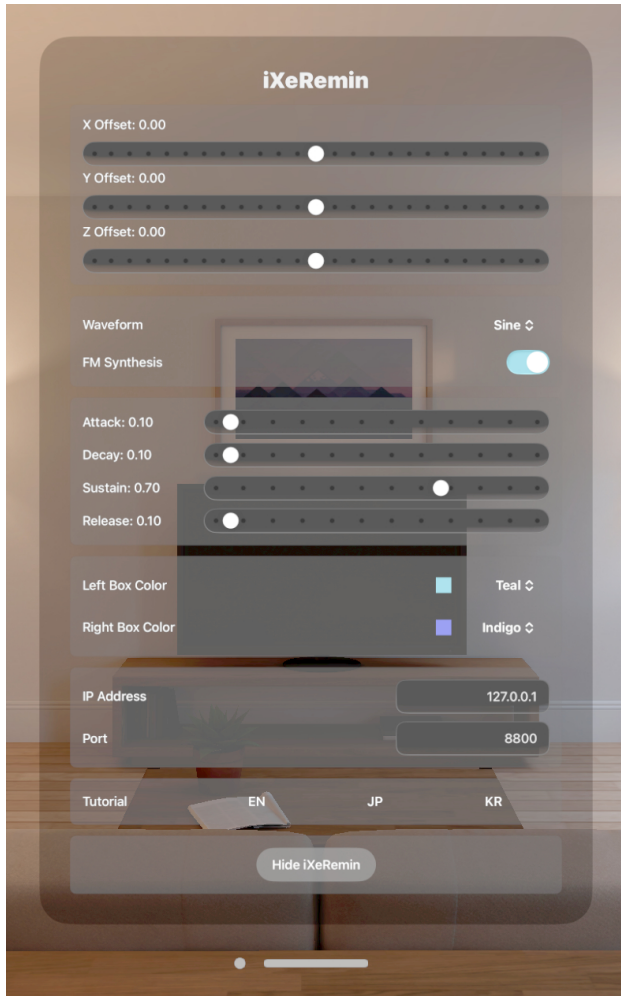 iXeRemin
X Offset: 0.00
Y Offset: 0.00
Z Offset: 0.00
Waveform Sine
FM Synthesis
Attack: 0.10
Decay: 0.10
Sustain: 0.70
Release: 0.10
Left Box Color Teal
Right Box Color Indigo
IP Address 127.0.0.1
Port 8800
Tutorial EN JP KR
Hide iXeRemin